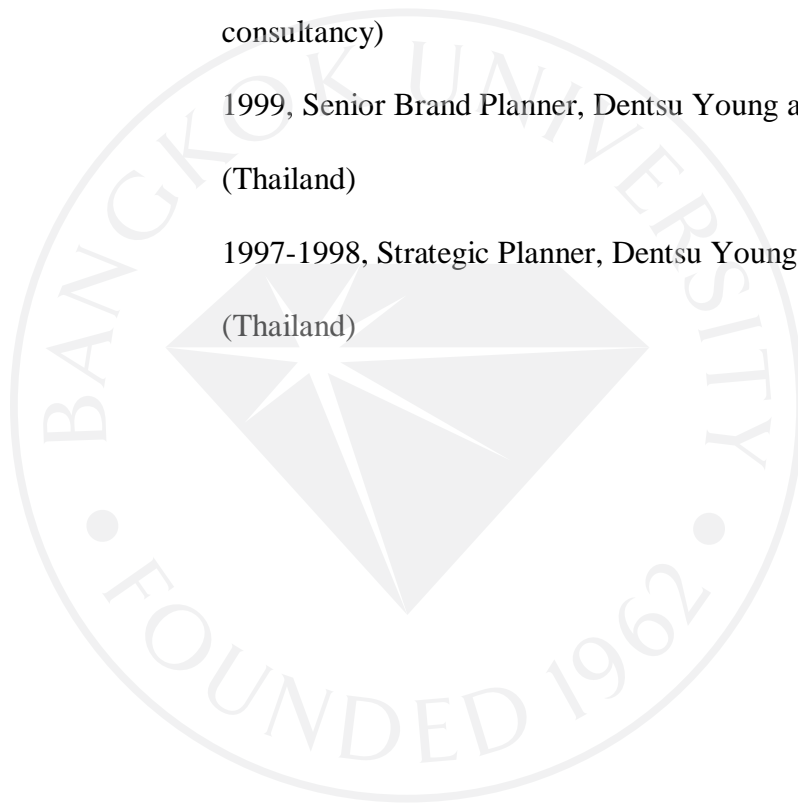 consultancy)
1999, Senior Brand Planner, Dentsu Young a
(Thailand)
1997-1998, Strategic Planner, Dentsu Young
(Thailand)
BANGKOK UNIVERSITY
• FOUNDED 1962 •